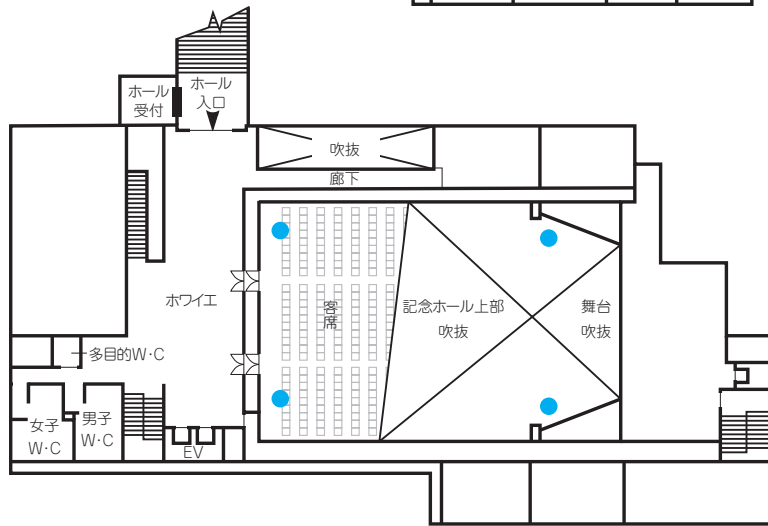 ホール
受付
ホール
入口
吹抜
廊下
ホワイエ
客席
記念ホール上部
吹抜
舞台
吹抜
多目的W・C
女子
W・C
男子
W・C
EV